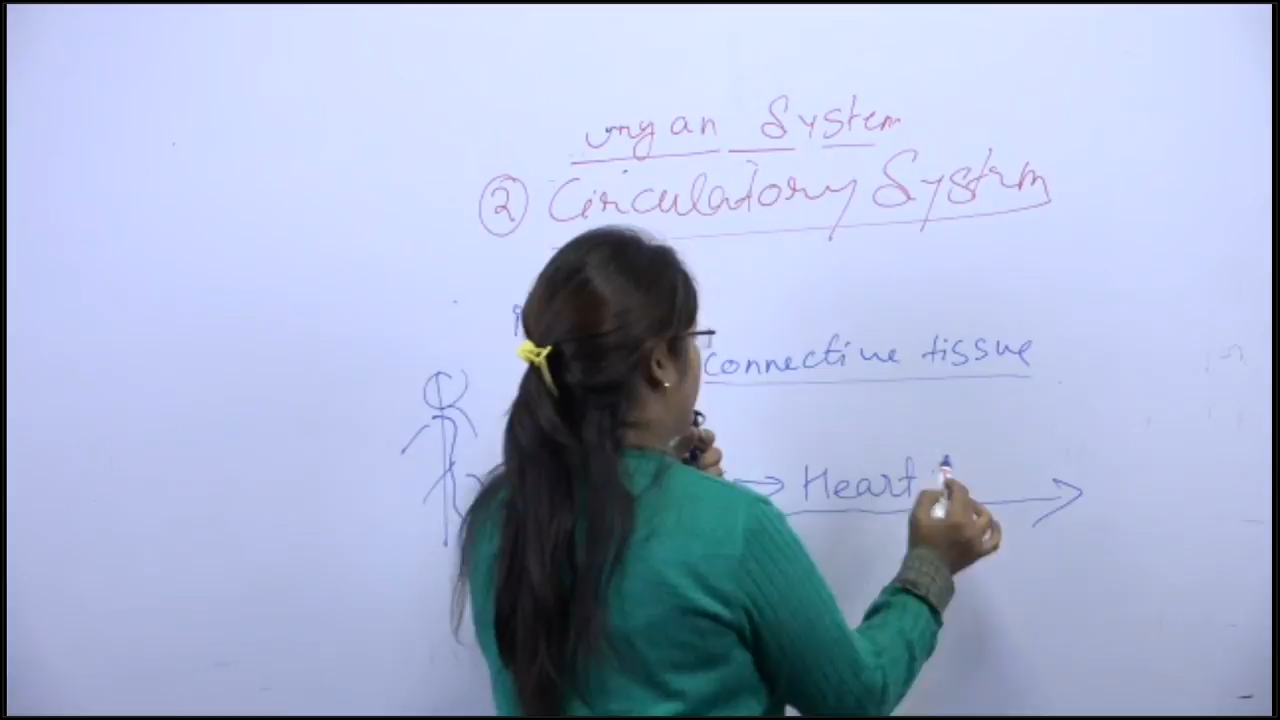 organ System
② Circulatory System
connective tissue
→ Heart →